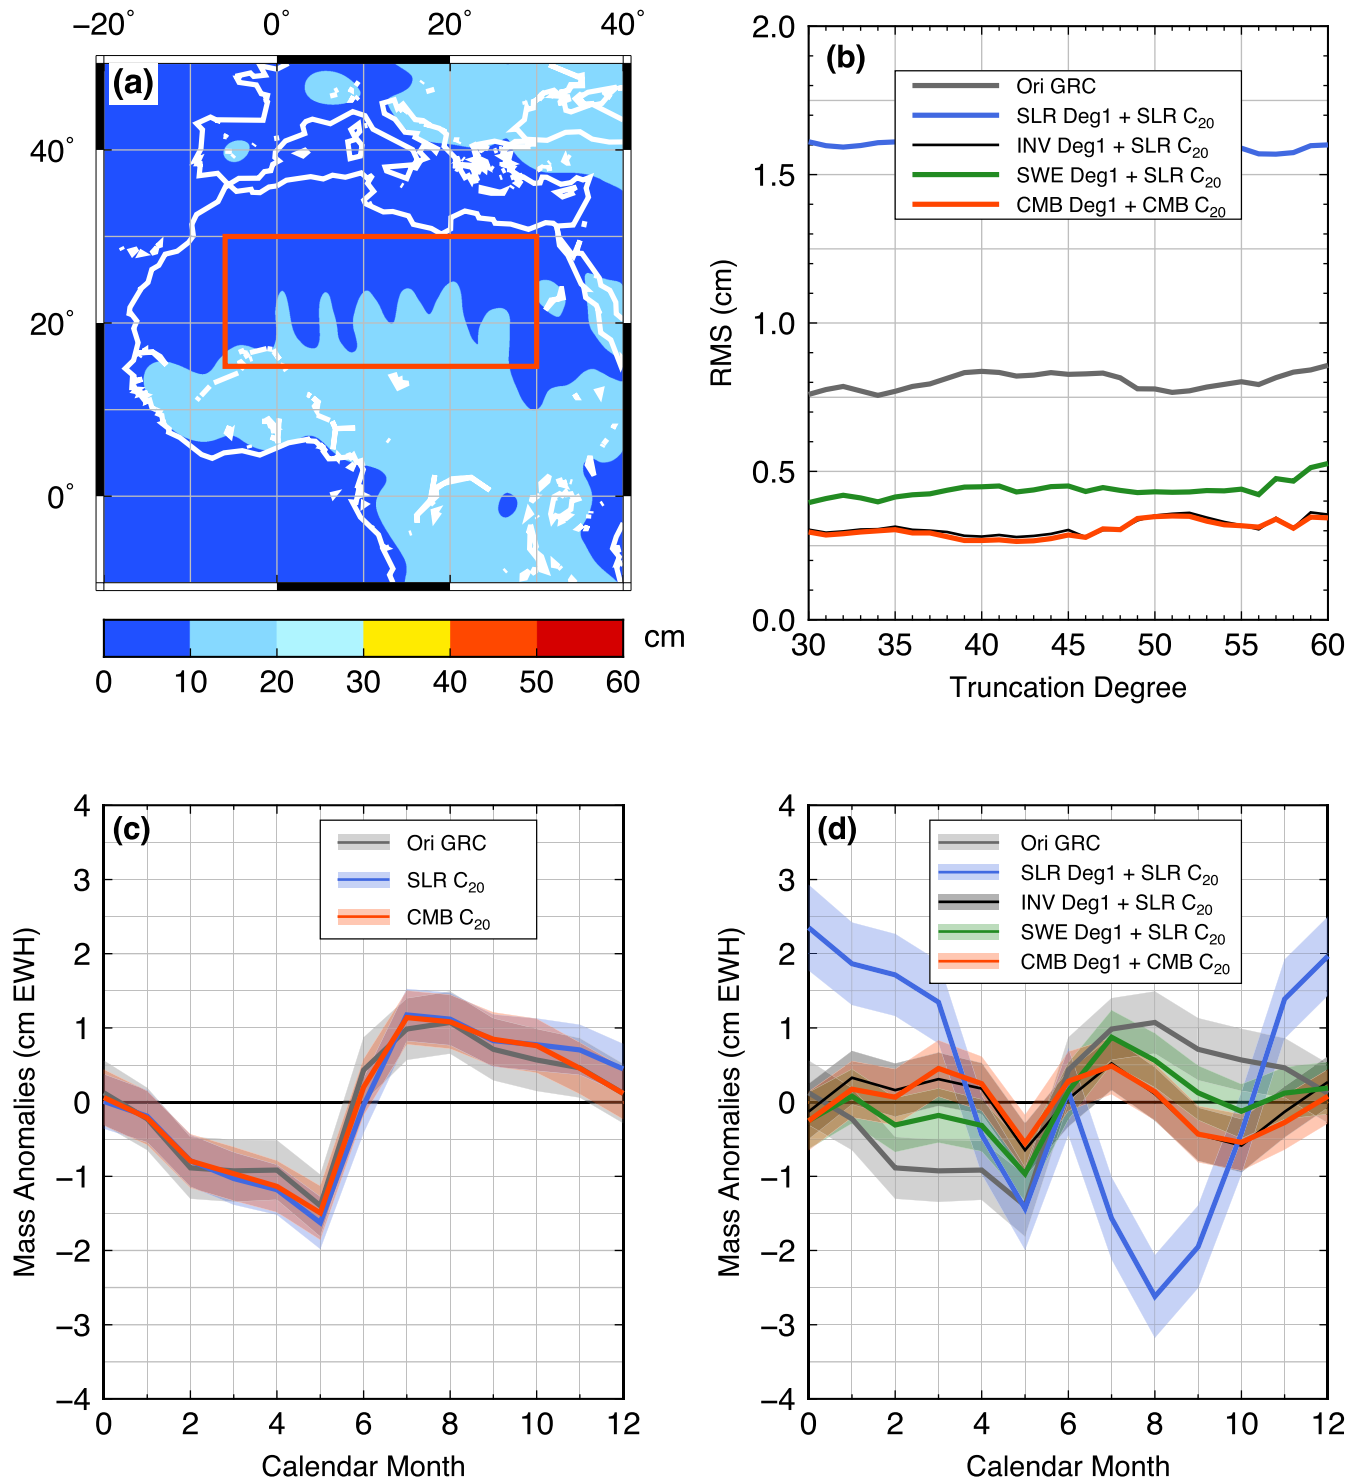 −20° 0° 20° 40°
(a)
40°
20°
0°
cm
0 10 20 30 40 50 60
(b)
2.0
1.5
1.0
0.5
0.0
RMS (cm)
Ori GRC
SLR Deg1 + SLR C20
INV Deg1 + SLR C20
SWE Deg1 + SLR C20
CMB Deg1 + CMB C20
30 35 40 45 50 55 60
Truncation Degree
(c)
4
3
2
1
0
−1
−2
−3
−4
Mass Anomalies (cm EWH)
Ori GRC
SLR C20
CMB C20
0 2 4 6 8 10 12
Calendar Month
(d)
4
3
2
1
0
−1
−2
−3
−4
Mass Anomalies (cm EWH)
Ori GRC
SLR Deg1 + SLR C20
INV Deg1 + SLR C20
SWE Deg1 + SLR C20
CMB Deg1 + CMB C20
0 2 4 6 8 10 12
Calendar Month